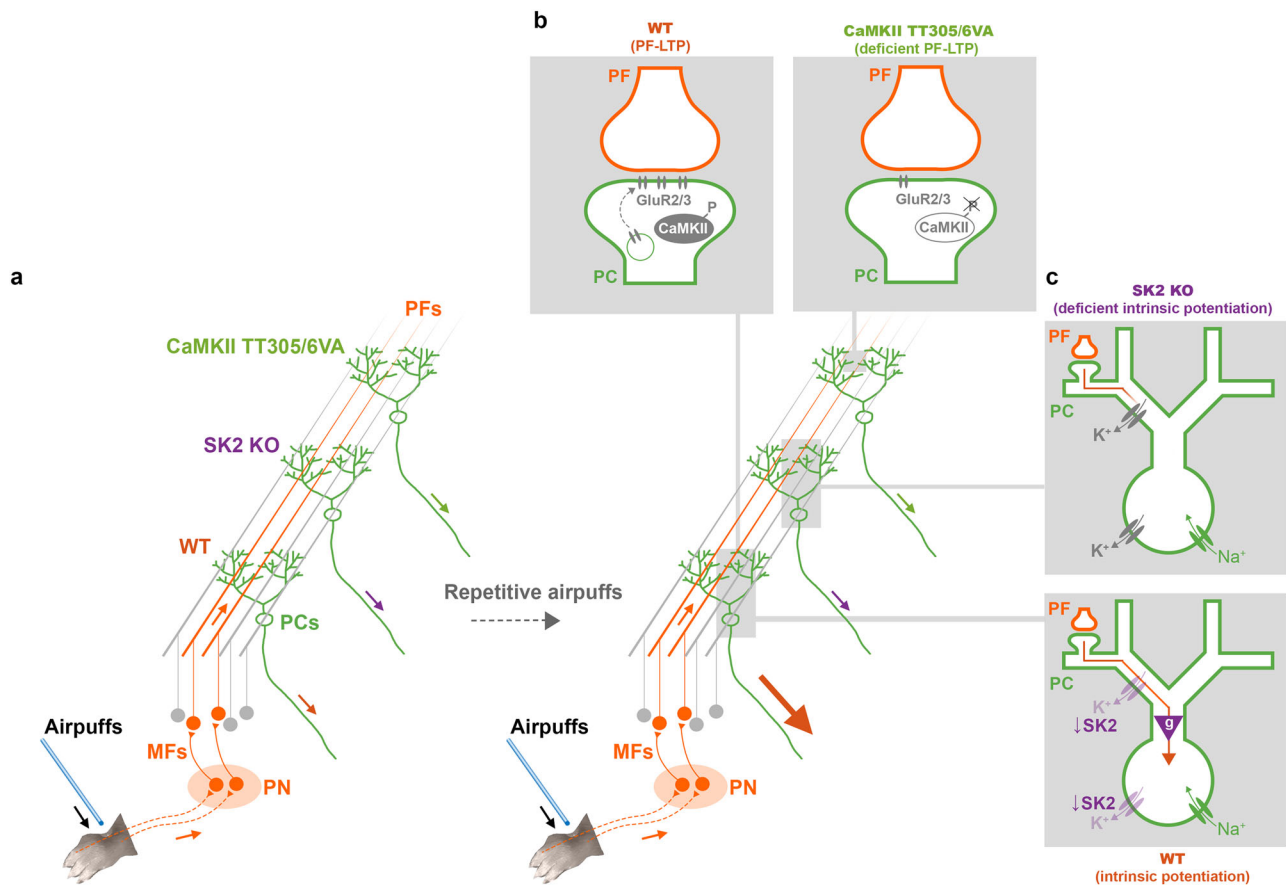 b
WT
(PF-LTP)
CaMKII TT305/6VA
(deficient PF-LTP)
PF
PF
GluR2/3
P
CaMKII
PC
GluR2/3
P
CaMKII
PC
a
PFs
CaMKII TT305/6VA
SK2 KO
WT
PCs
Repetitive airpuffs
Airpuffs
MFs
PN
Airpuffs
MFs
PN
c
SK2 KO
(deficient intrinsic potentiation)
PF
PC
K⁺
K⁺
Na⁺
PF
PC
K⁺
↓SK2
g
↓SK2
K⁺
Na⁺
WT
(intrinsic potentiation)